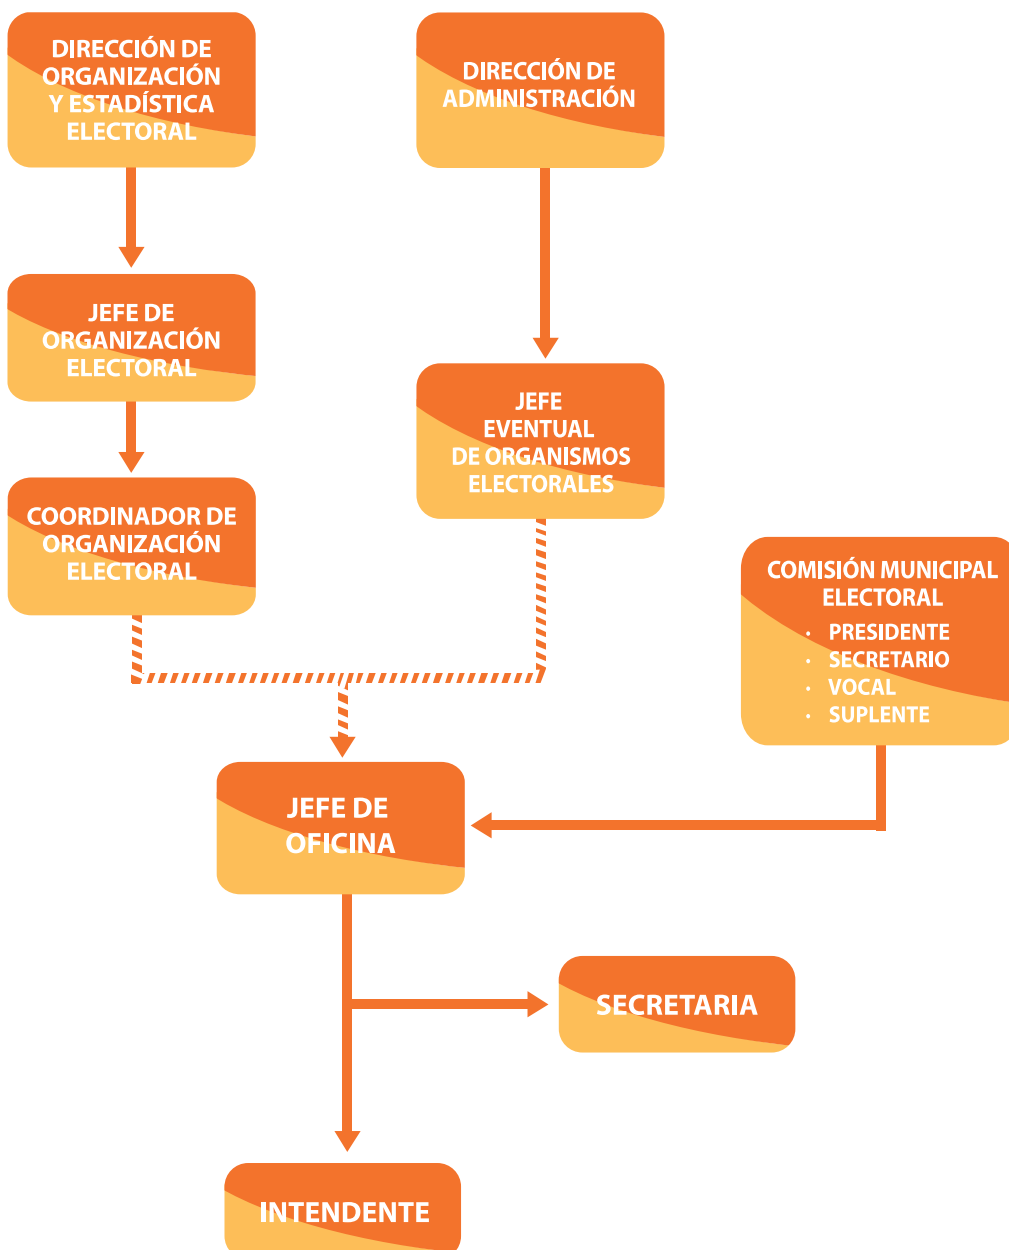 DIRECCIÓN DE
ORGANIZACIÓN
Y ESTADÍSTICA
ELECTORAL
DIRECCIÓN DE
ADMINISTRACIÓN
JEFE DE
ORGANIZACIÓN
ELECTORAL
JEFE
EVENTUAL
DE ORGANISMOS
ELECTORALES
COORDINADOR DE
ORGANIZACIÓN
ELECTORAL
COMISIÓN MUNICIPAL
ELECTORAL
• PRESIDENTE
• SECRETARIO
• VOCAL
• SUPLENTE
JEFE DE
OFICINA
SECRETARIA
INTENDENTE